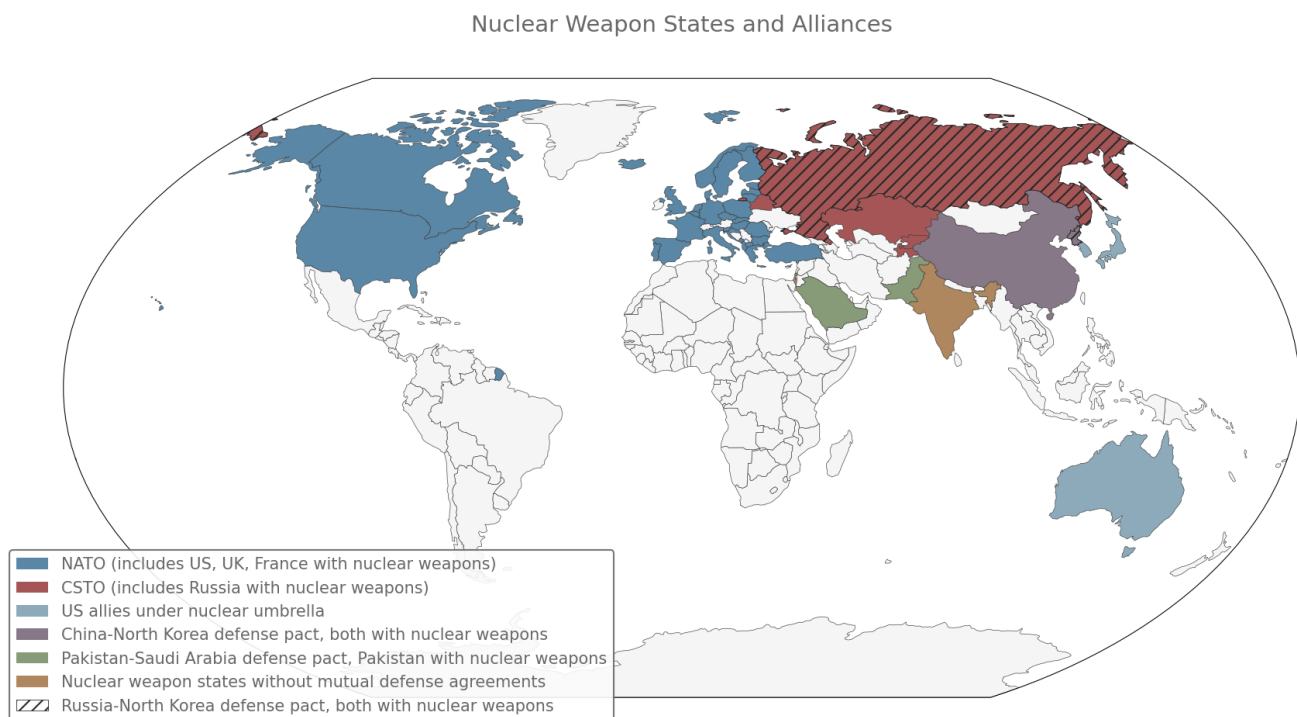 Nuclear Weapon States and Alliances
NATO (includes US, UK, France with nuclear weapons)
CSTO (includes Russia with nuclear weapons)
US allies under nuclear umbrella
China-North Korea defense pact, both with nuclear weapons
Pakistan-Saudi Arabia defense pact, Pakistan with nuclear weapons
Nuclear weapon states without mutual defense agreements
Russia-North Korea defense pact, both with nuclear weapons